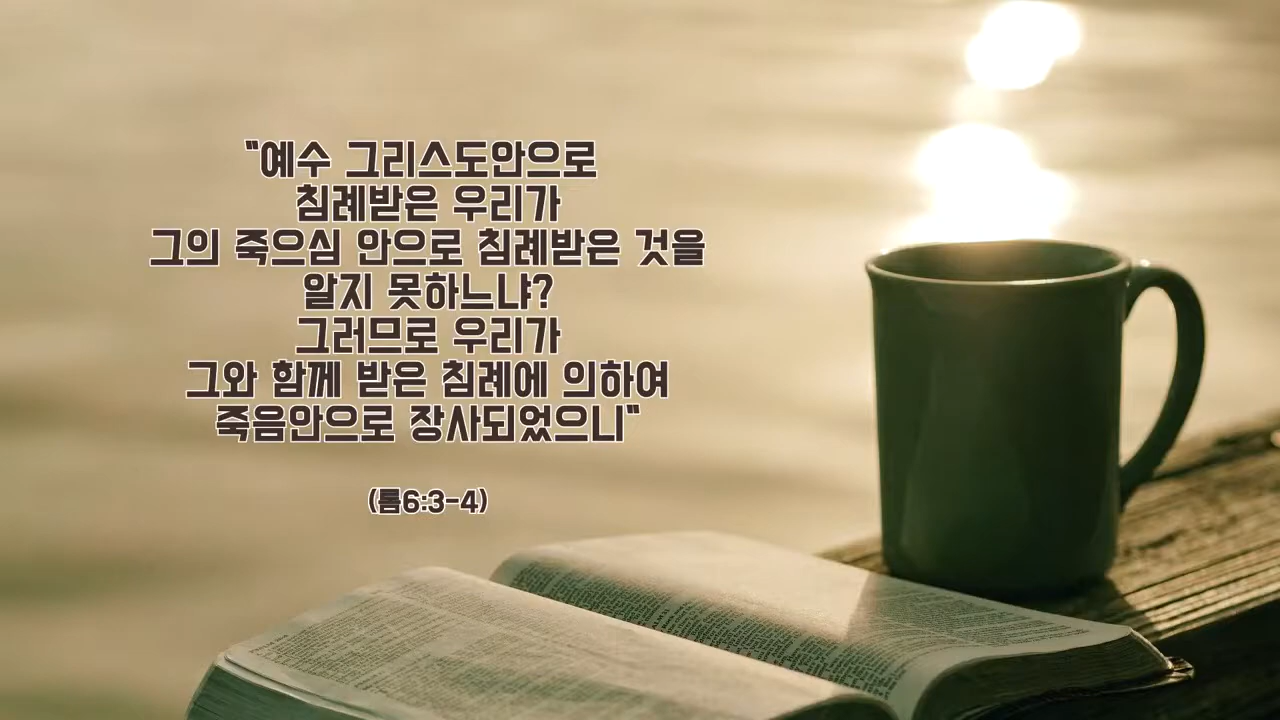 "예수 그리스도안으로
침례받은 우리가
그의 죽으심 안으로 침례받은 것을
알지 못하느냐?
그러므로 우리가
그와 함께 받은 침례에 의하여
죽음안으로 장사되었으니"
(롬6:3-4)